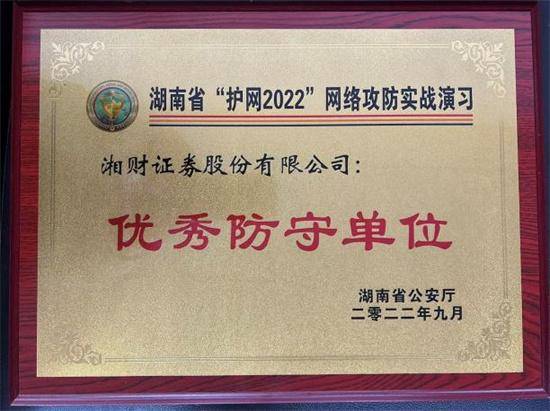 湖南省“护网2022”网络攻防实战演习
湘财证券股份有限公司：
优秀防守单位
湖南省公安厅
二零二二年九月